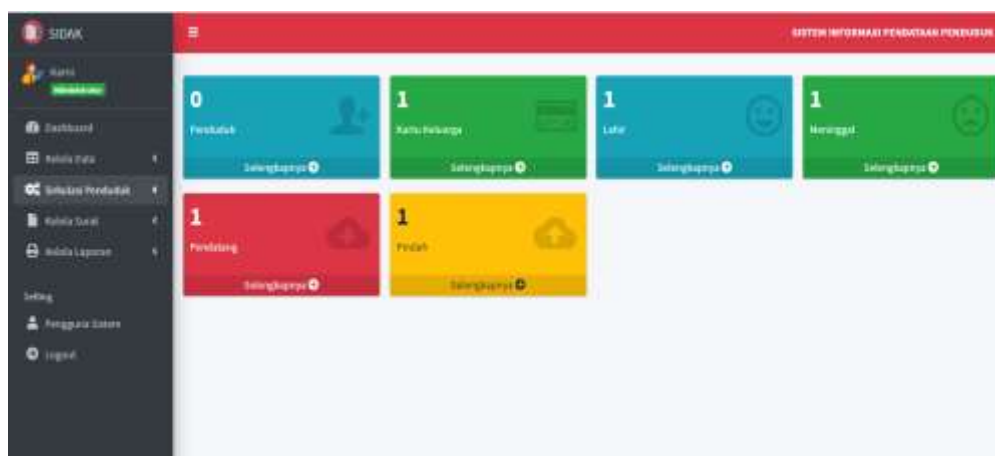 SIDAK
SISTEM INFORMASI PENDATAAN PENDUDUK
Administrator
Dashboard
Kelola Data
Sirkulasi Penduduk
Kelola Surat
Kelola Laporan
Setting
Pengguna Sistem
Logout
0
Penduduk
Selengkapnya
1
Kartu Keluarga
Selengkapnya
1
Lahir
Selengkapnya
1
Meninggal
Selengkapnya
1
Pendatang
Selengkapnya
1
Pindah
Selengkapnya